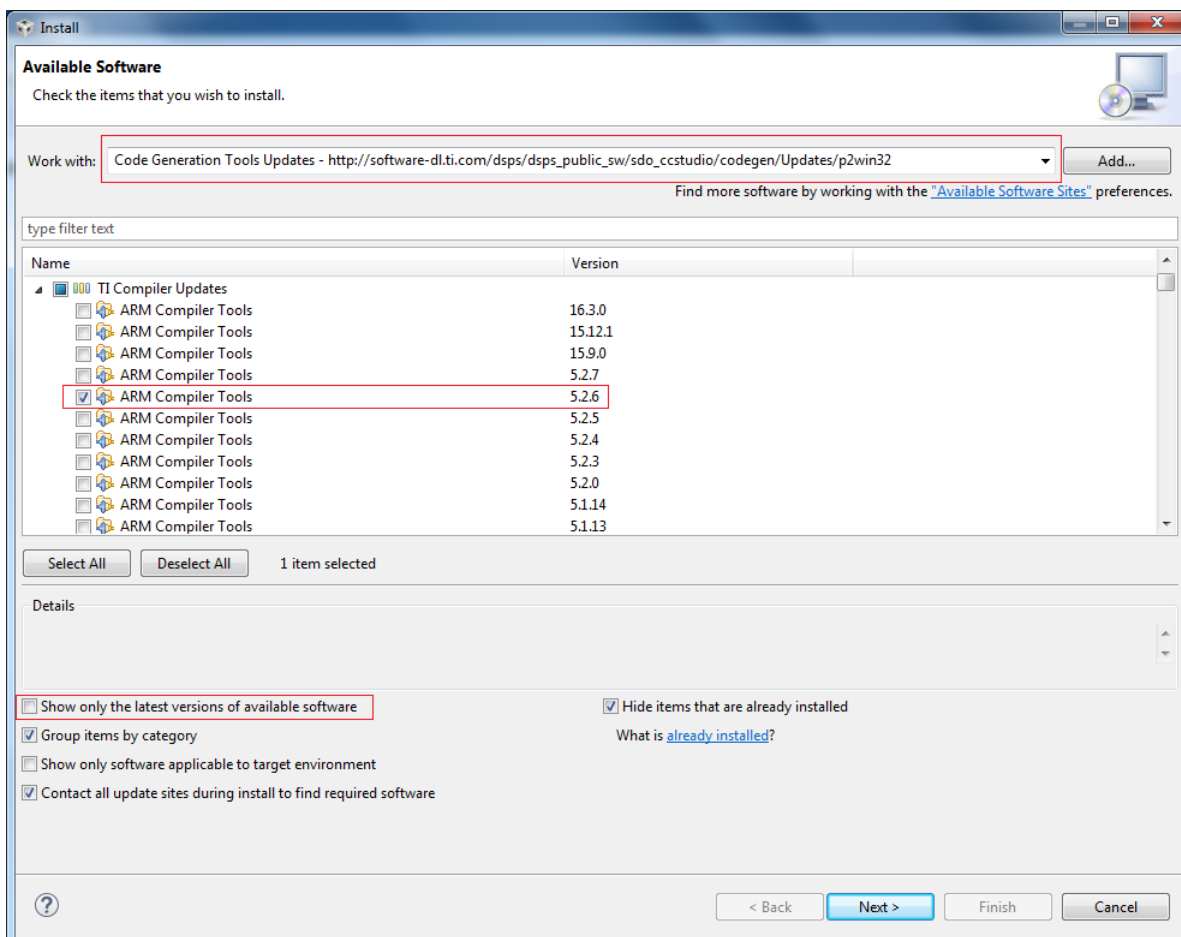 Install
Available Software
Check the items that you wish to install.
Work with: Code Generation Tools Updates - http://software-dl.ti.com/dsps/dsps_public_sw/sdo_ccstudio/codegen/Updates/p2win32 Add...
Find more software by working with the "Available Software Sites" preferences.
type filter text
Name Version
TI Compiler Updates
ARM Compiler Tools 16.3.0
ARM Compiler Tools 15.12.1
ARM Compiler Tools 15.9.0
ARM Compiler Tools 5.2.7
ARM Compiler Tools 5.2.6
ARM Compiler Tools 5.2.5
ARM Compiler Tools 5.2.4
ARM Compiler Tools 5.2.3
ARM Compiler Tools 5.2.0
ARM Compiler Tools 5.1.14
ARM Compiler Tools 5.1.13
Select All Deselect All 1 item selected
Details
Show only the latest versions of available software Hide items that are already installed
Group items by category What is already installed?
Show only software applicable to target environment
Contact all update sites during install to find required software
? < Back Next > Finish Cancel